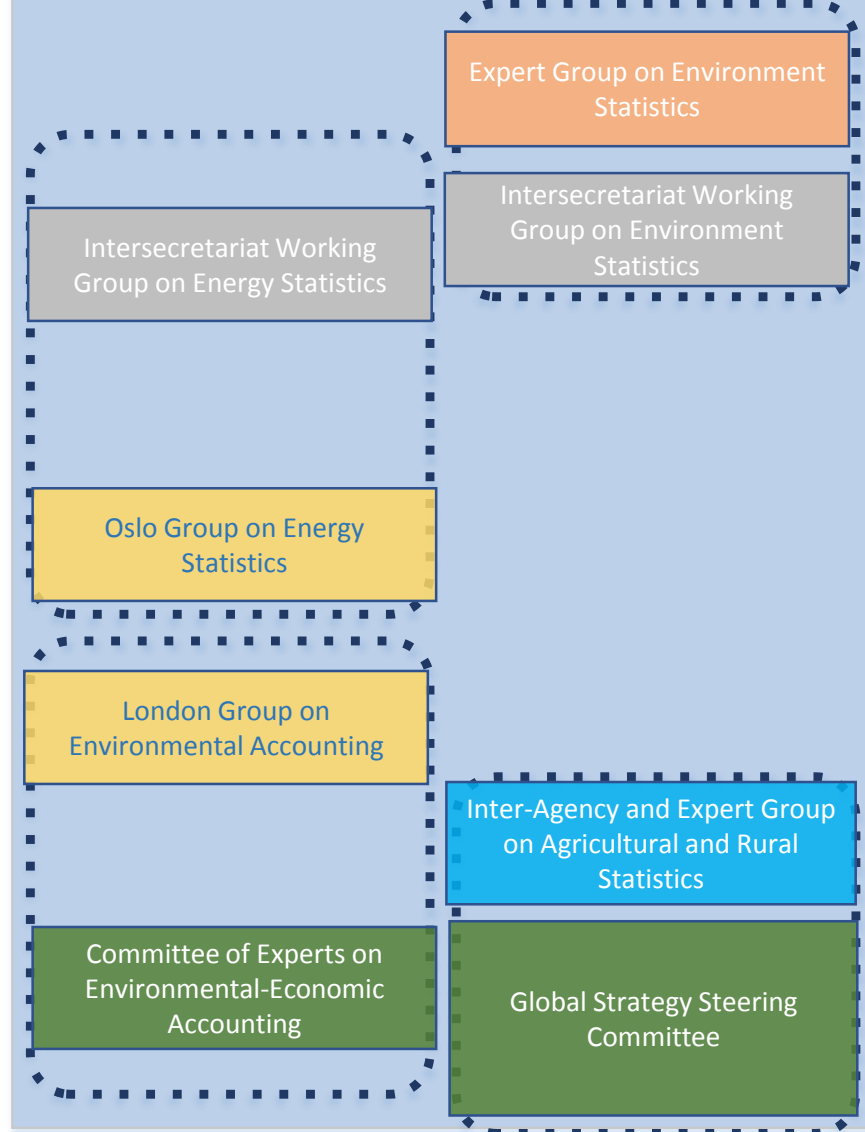 Expert Group on Environment
Statistics
Intersecretariat Working
Group on Environment
Statistics
Intersecretariat Working
Group on Energy Statistics
Oslo Group on Energy
Statistics
London Group on
Environmental Accounting
Inter-Agency and Expert Group
on Agricultural and Rural
Statistics
Committee of Experts on
Environmental-Economic
Accounting
Global Strategy Steering
Committee